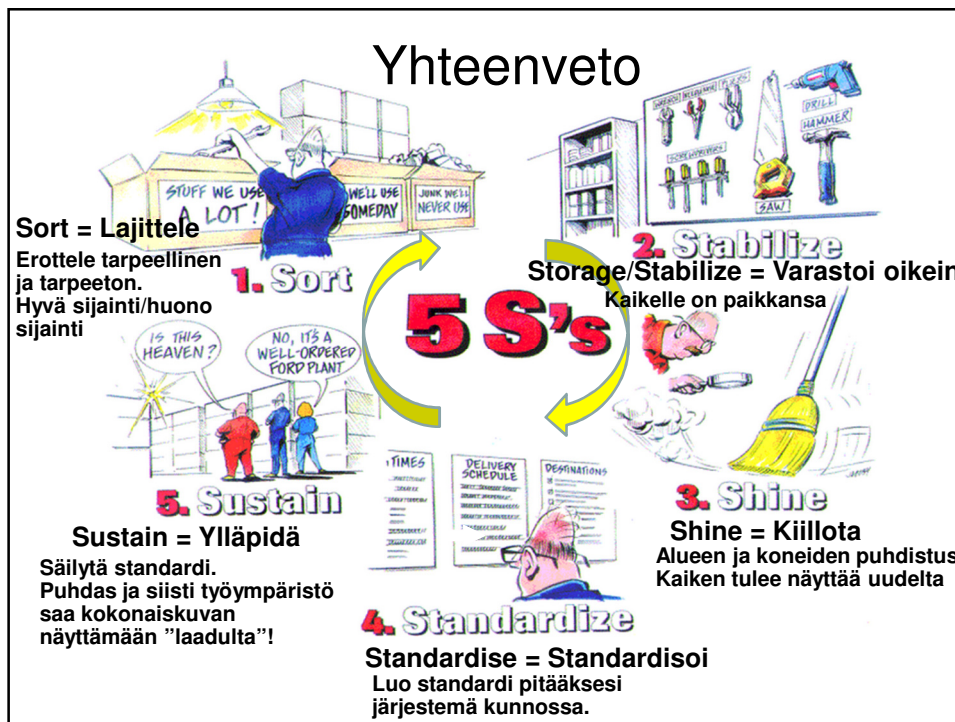 Yhteenveto
STUFF WE USE
A LOT!
WE'LL USE
SOMEDAY
JUNK WE'LL
NEVER USE
Sort = Lajittele
Erottele tarpeellinen
ja tarpeeton.
Hyvä sijainti/huono
sijainti
1. Sort
WRENCH
PLIERS
SCREWDRIVERS
SAW
DRILL
HAMMER
2. Stabilize
Storage/Stabilize = Varastoi oikein
Kaikelle on paikkansa
5 S's
3. Shine
Shine = Kiillota
Alueen ja koneiden puhdistus
Kaiken tulee näyttää uudelta
TIMES
DELIVERY
SCHEDULE
DESTINATIONS
4. Standardize
Standardise = Standardisoi
Luo standardi pitääksesi
järjestemä kunnossa.
IS THIS
HEAVEN?
NO, IT'S A
WELL-ORDERED
FORD PLANT
5. Sustain
Sustain = Ylläpidä
Säilytä standardi.
Puhdas ja siisti työympäristö
saa kokonaiskuvan
näyttämään ”laadulta”!